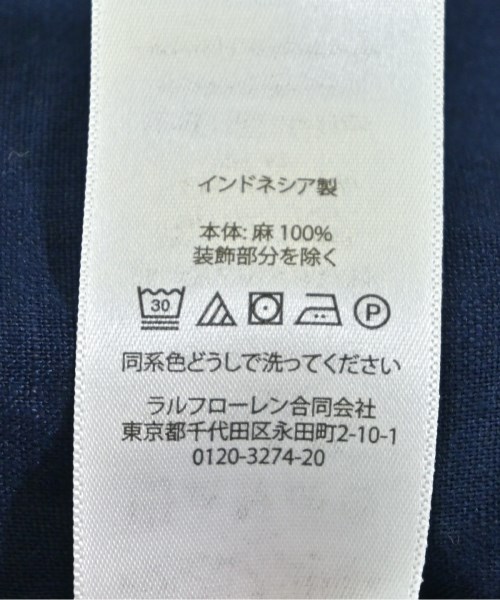 インドネシア製
本体: 麻 100%
装飾部分を除く
30 P
同系色どうしで洗ってください
ラルフローレン合同会社
東京都千代田区永田町2-10-1
0120-3274-20